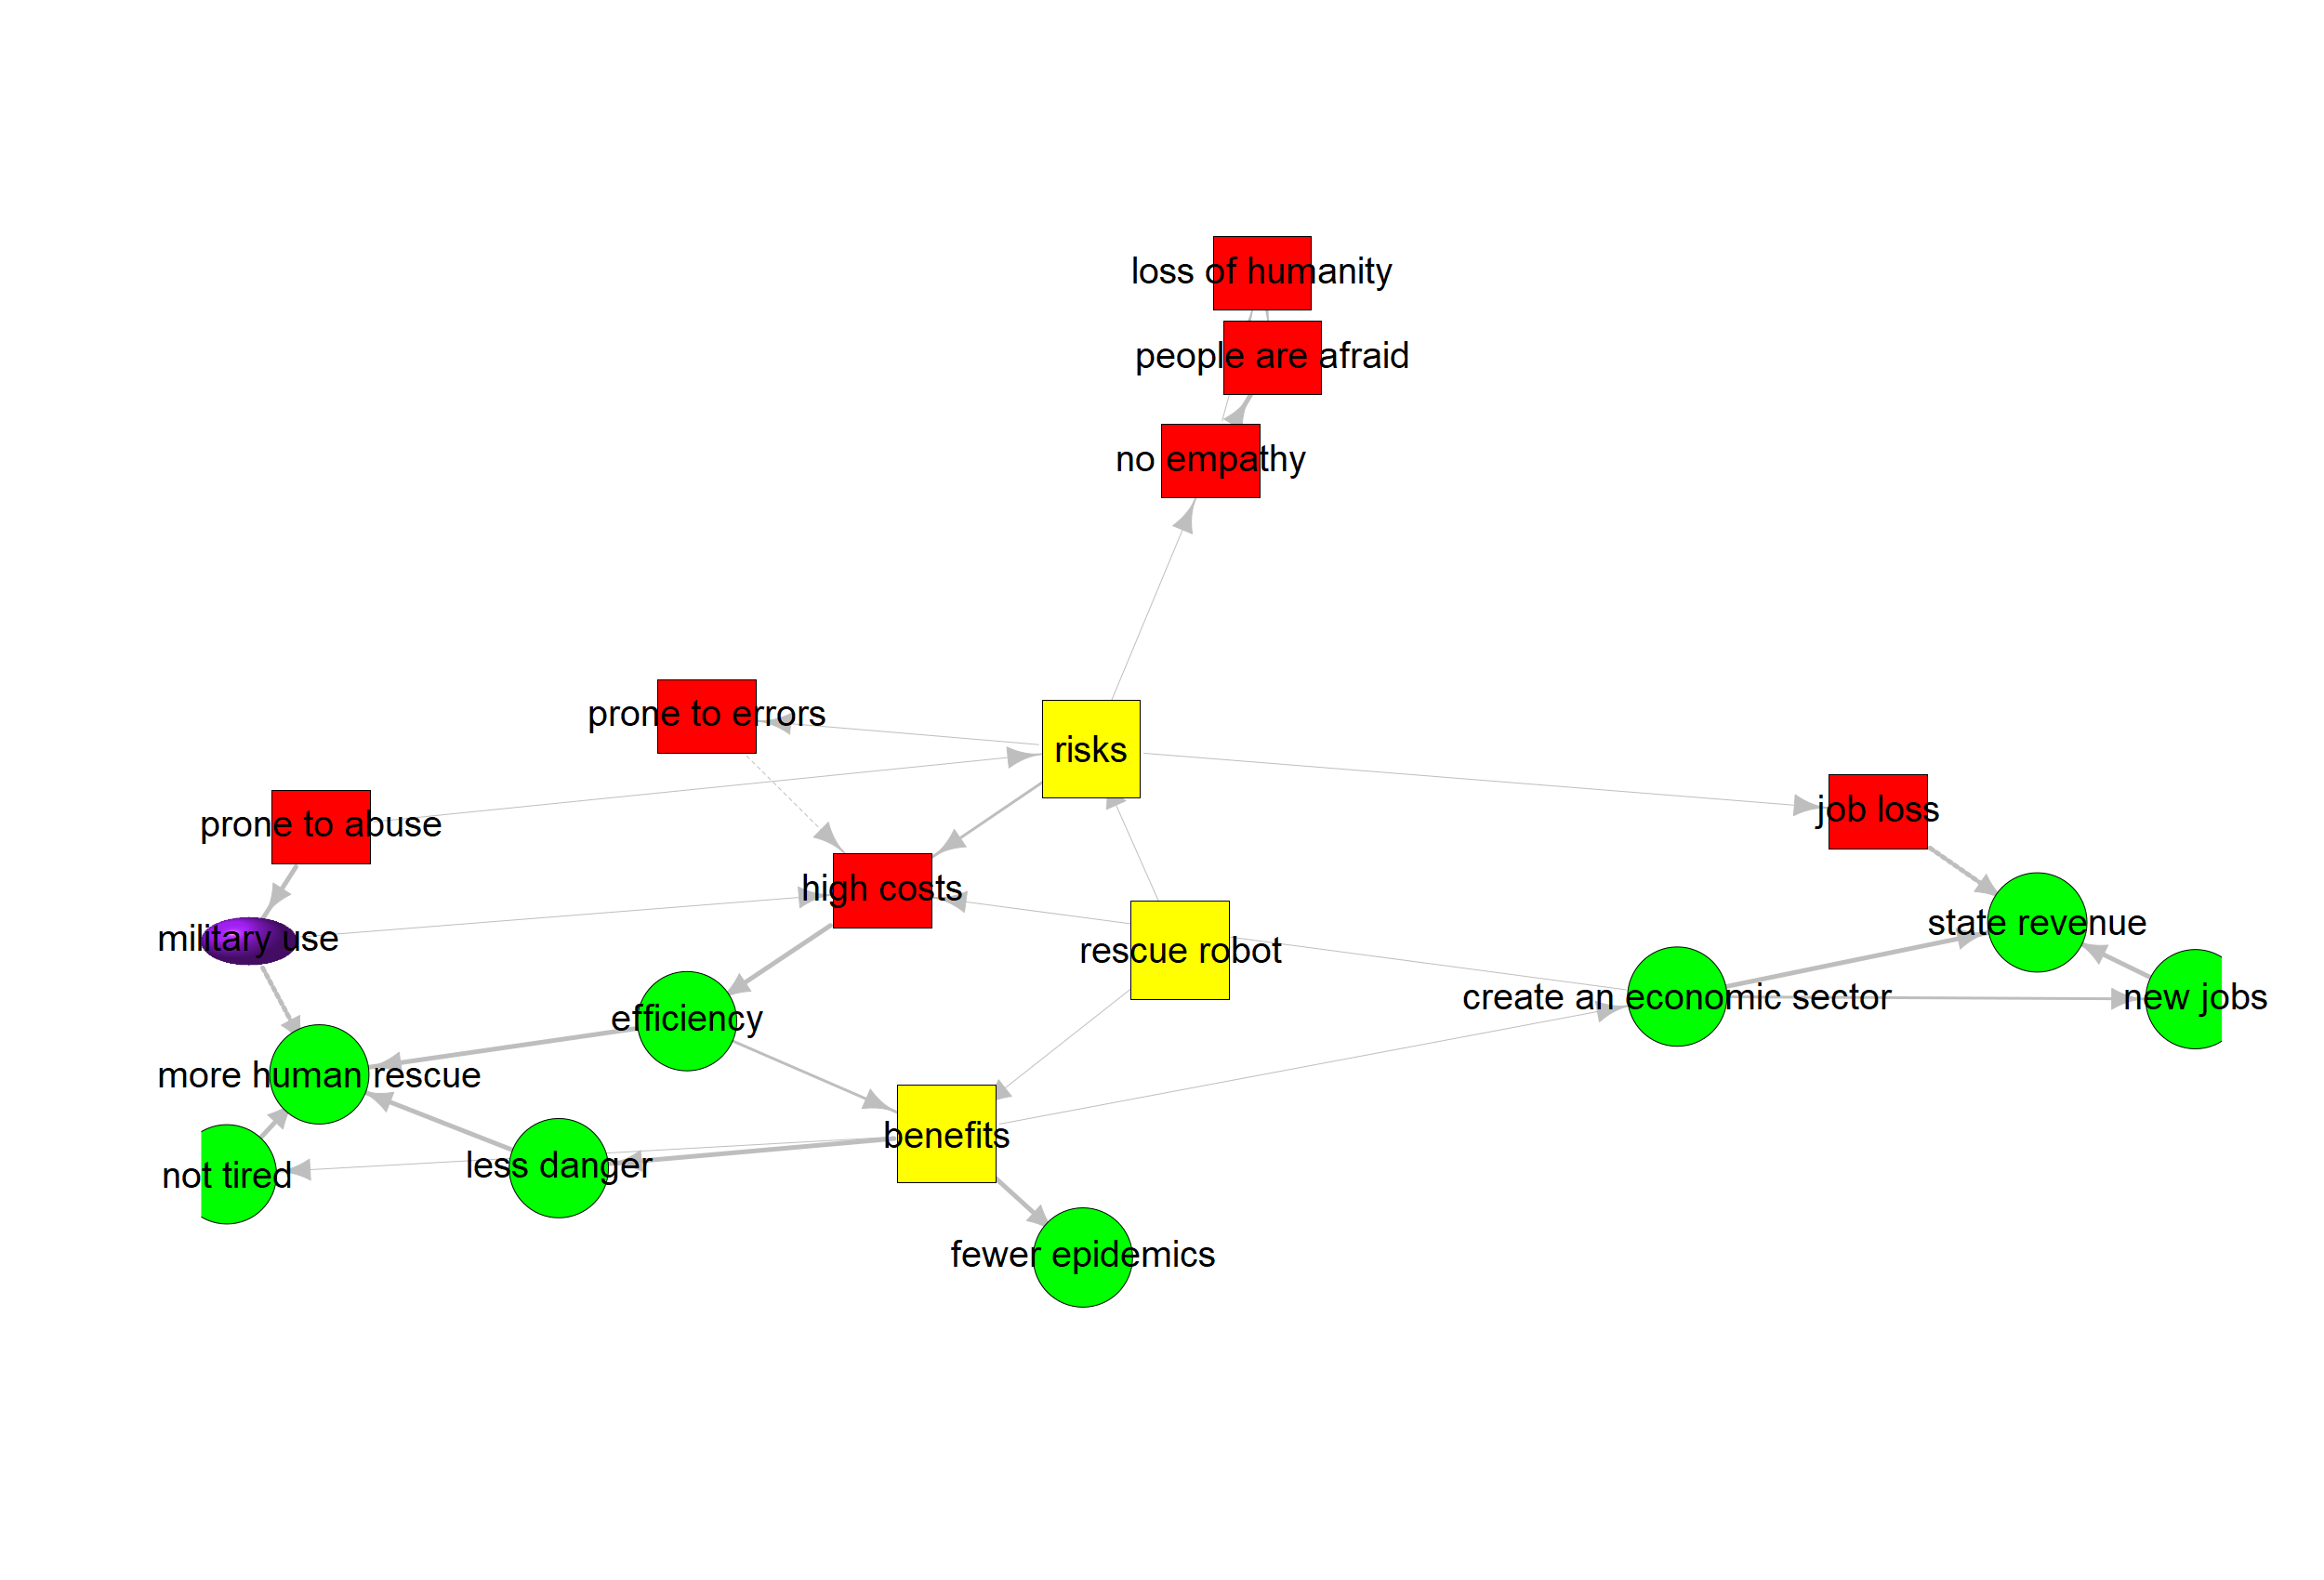 loss of humanity
people are afraid
no empathy
prone to errors
risks
prone to abuse
job loss
high costs
military use
rescue robot
state revenue
efficiency
create an economic sector
new jobs
more human rescue
benefits
not tired
less danger
fewer epidemics